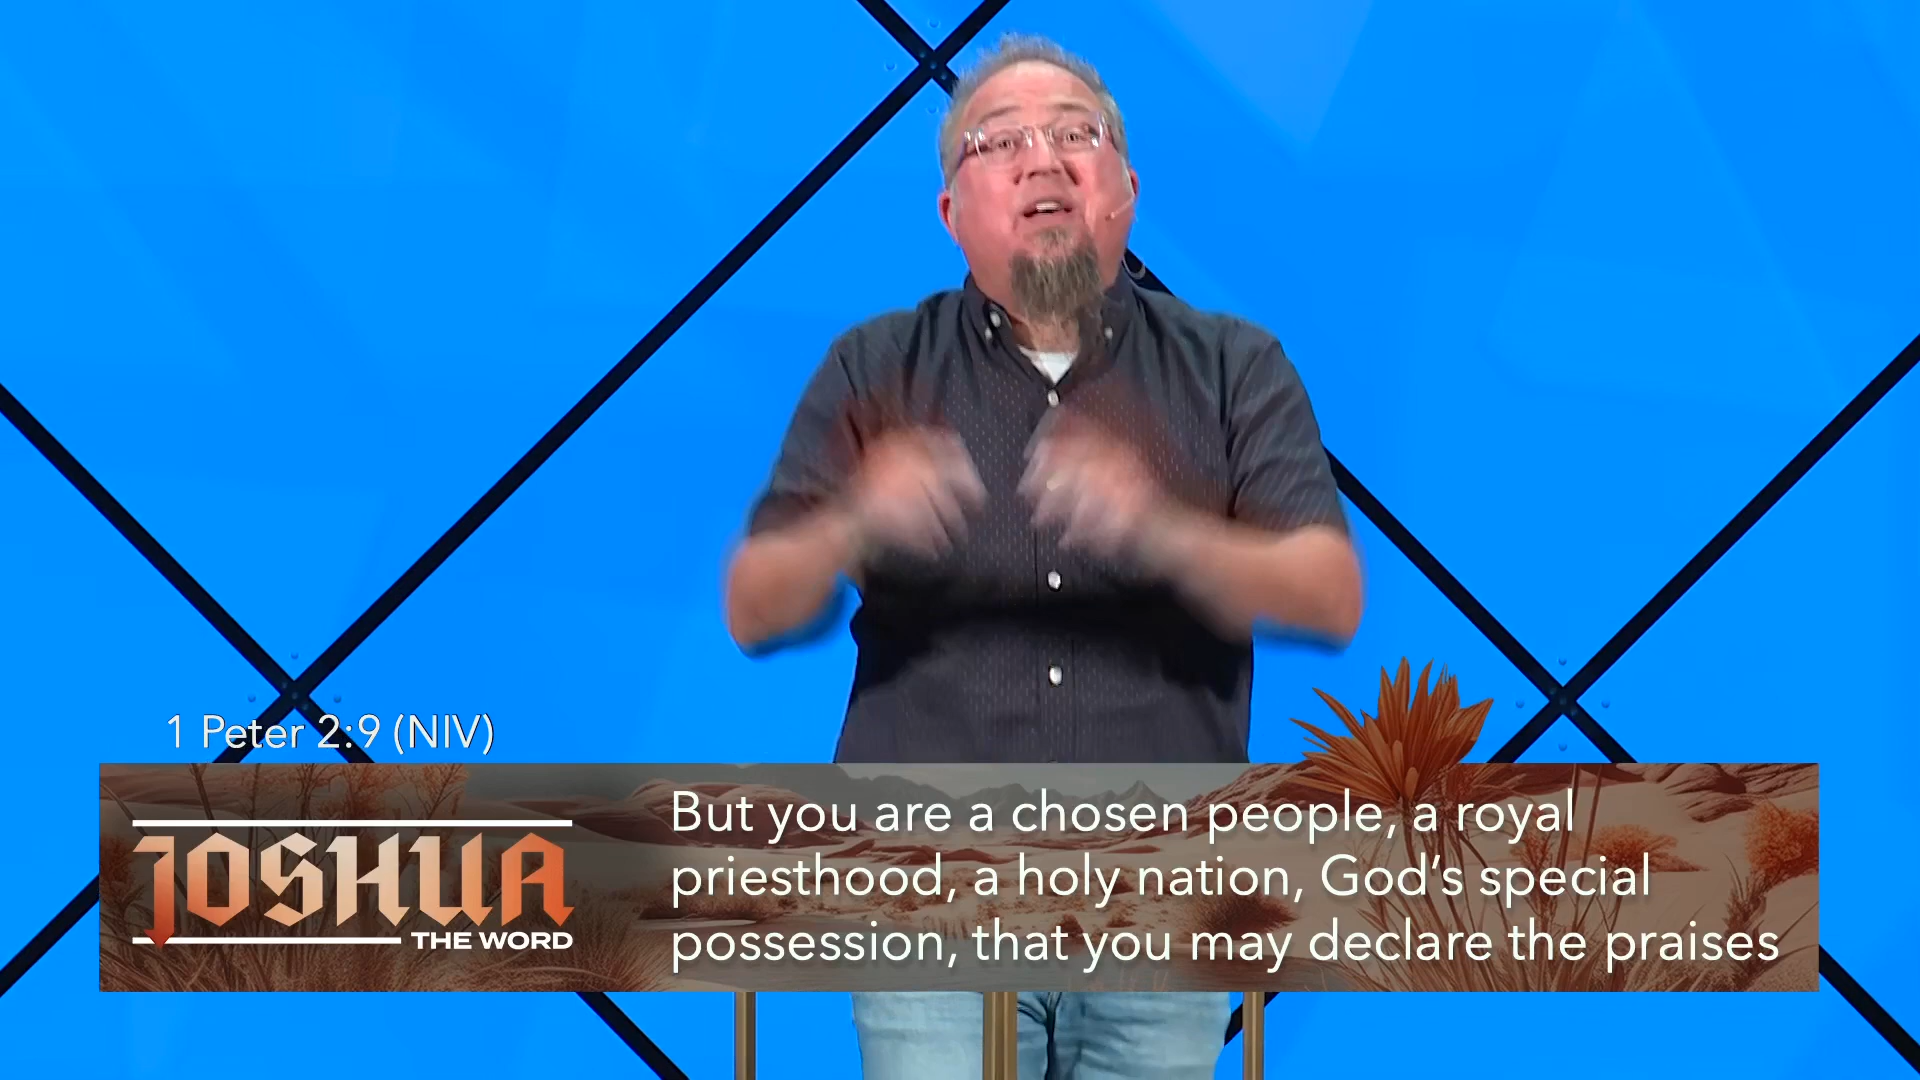 1 Peter 2:9 (NIV)
JOSHUA
THE WORD
But you are a chosen people, a royal
priesthood, a holy nation, God’s special
possession, that you may declare the praises